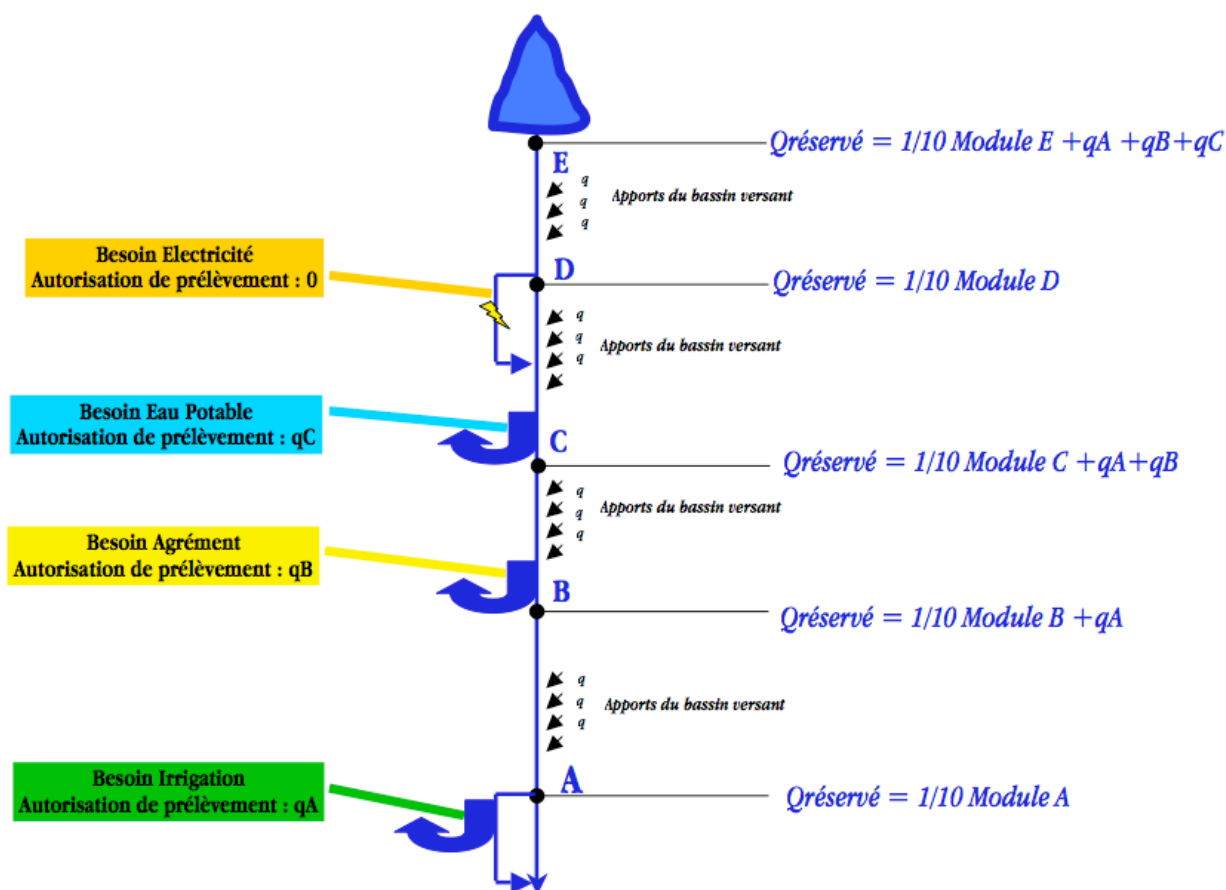 Qréservé = 1/10 Module E +qA +qB+qC
E
q
q
q
Apports du bassin versant
Besoin Electricité
Autorisation de prélèvement : 0
D
Qréservé = 1/10 Module D
q
q
q
Apports du bassin versant
Besoin Eau Potable
Autorisation de prélèvement : qC
C
Qréservé = 1/10 Module C +qA+qB
q
q
q
Apports du bassin versant
Besoin Agrément
Autorisation de prélèvement : qB
B
Qréservé = 1/10 Module B +qA
q
q
q
Apports du bassin versant
Besoin Irrigation
Autorisation de prélèvement : qA
A
Qréservé = 1/10 Module A